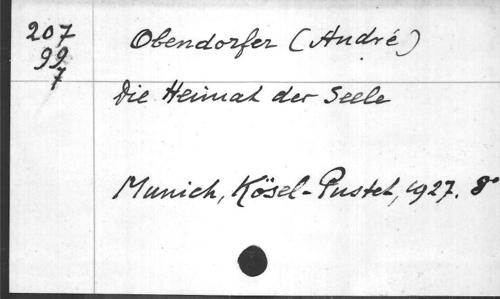 207
99
7
Obendorfer (André)
Die Heimat der Seele
Munich, Kösel-Pustet, 1927. 8°